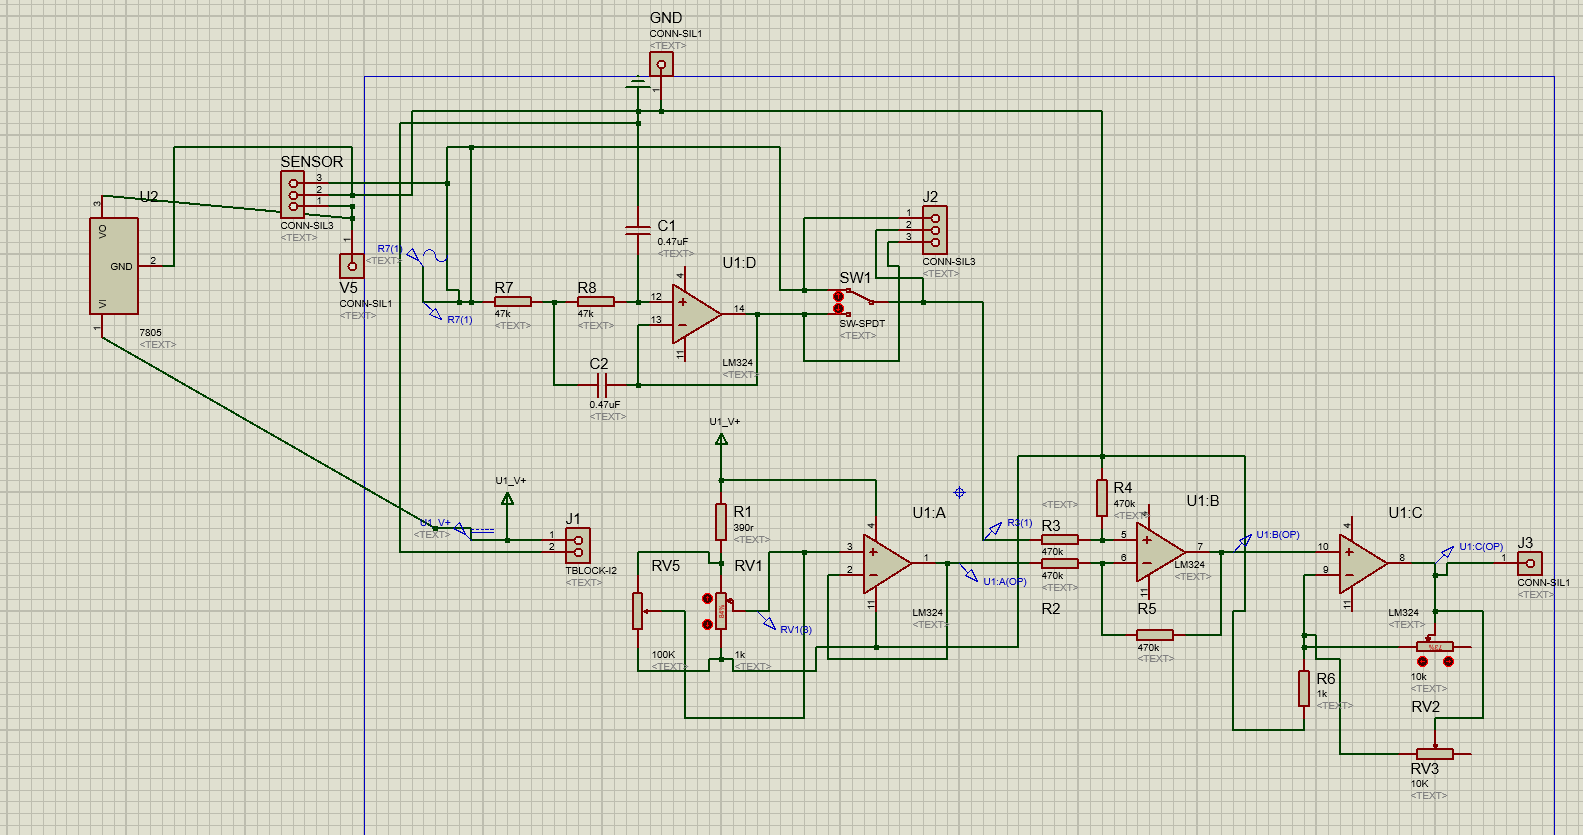 GND
CONN-SIL1
<TEXT>
1
SENSOR
3
2
1
CONN-SIL3
<TEXT>
U2
3
VO
GND
2
VI
1
7805
<TEXT>
1
V5
CONN-SIL1
<TEXT>
R7(1)
<TEXT>
R7(1)
R7
47k
<TEXT>
R8
47k
<TEXT>
C1
0.47uF
<TEXT>
C2
0.47uF
<TEXT>
U1:D
4
12
13
14
11
LM324
<TEXT>
J2
1
2
3
CONN-SIL3
<TEXT>
SW1
SW-SPDT
<TEXT>
U1_V+
U1_V+
U1_V+
<TEXT>
J1
1
2
TBLOCK-I2
<TEXT>
R1
390r
<TEXT>
RV5
100K
<TEXT>
RV1
84%
1k
<TEXT>
RV1(3)
U1:A
4
3
2
1
11
LM324
<TEXT>
U1:A(OP)
R3(1)
<TEXT>
R3
470k
470k
<TEXT>
R2
R4
470k
<TEXT>
U1:B
4
5
6
7
11
LM324
<TEXT>
R5
470k
<TEXT>
U1:B(OP)
U1:C
4
10
9
8
11
LM324
<TEXT>
U1:C(OP)
J3
1
CONN-SIL1
<TEXT>
R6
1k
<TEXT>
10k
<TEXT>
RV2
RV3
10K
<TEXT>